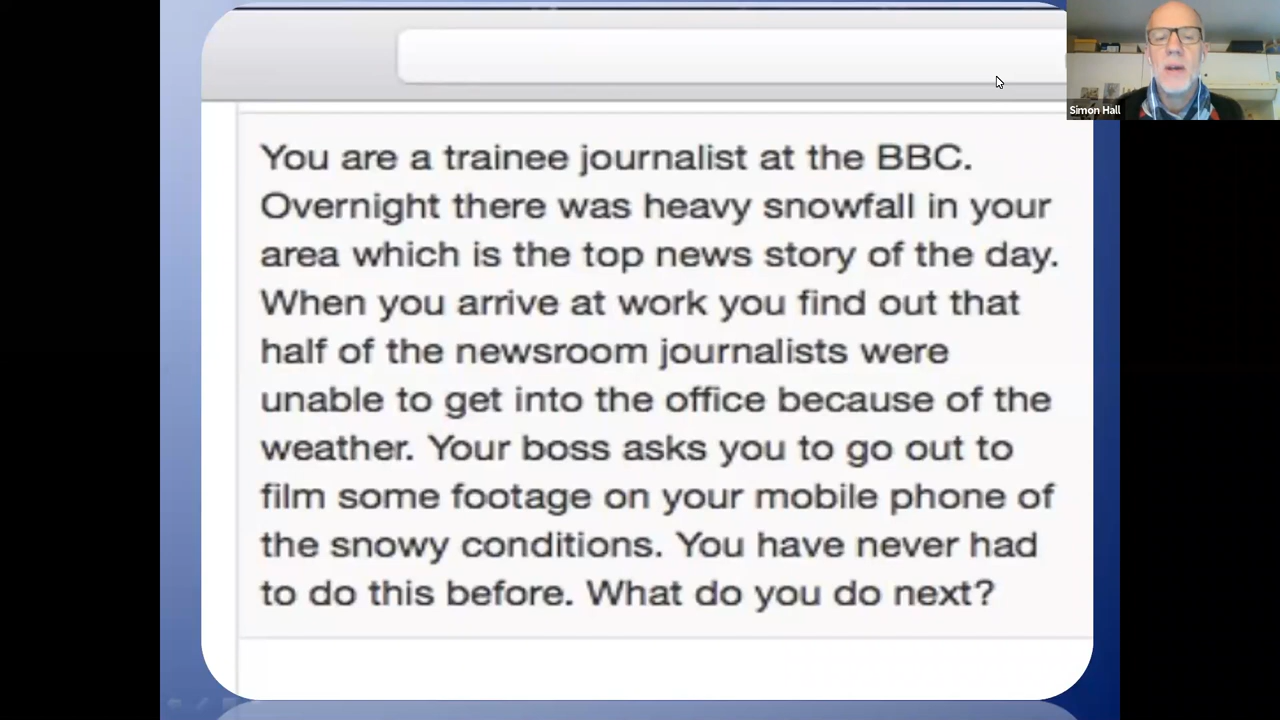 Simon Hall
You are a trainee journalist at the BBC.
Overnight there was heavy snowfall in your
area which is the top news story of the day.
When you arrive at work you find out that
half of the newsroom journalists were
unable to get into the office because of the
weather. Your boss asks you to go out to
film some footage on your mobile phone of
the snowy conditions. You have never had
to do this before. What do you do next?